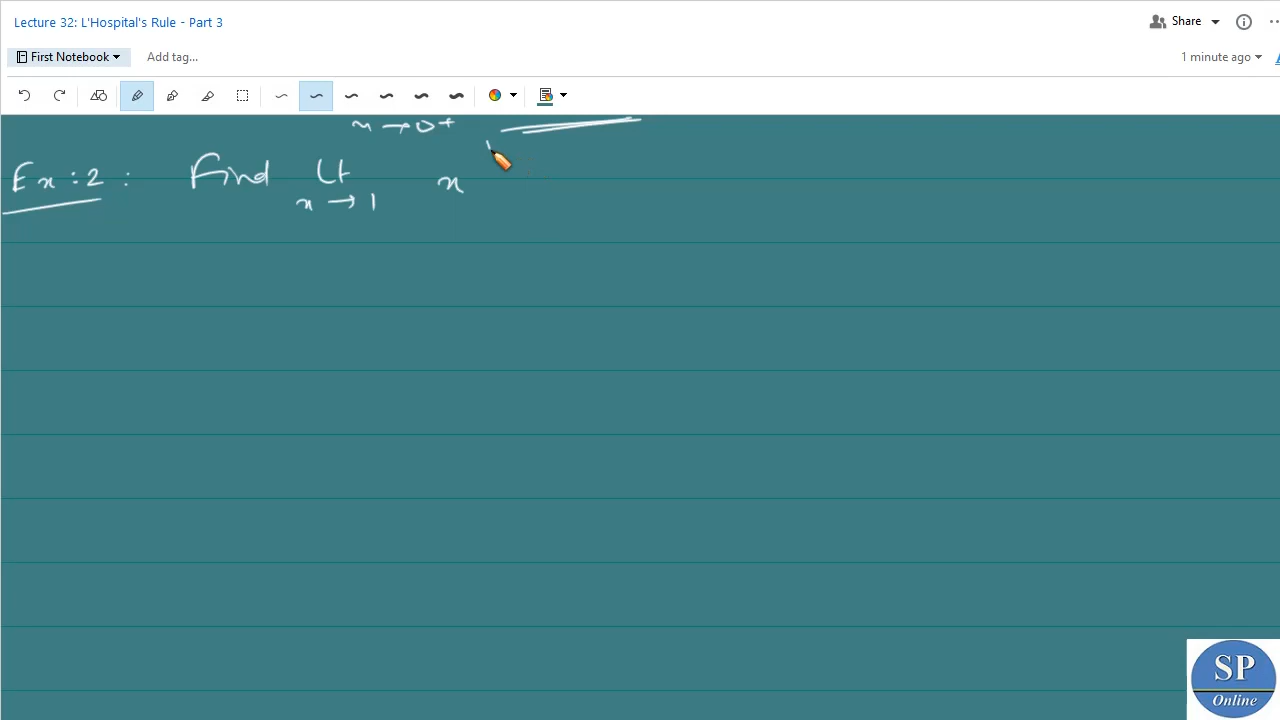 Lecture 32: L'Hospital's Rule - Part 3
Share
First Notebook
Add tag...
1 minute ago
x → 0+
Ex:2: Find Lt x
x → 1
SP
Online